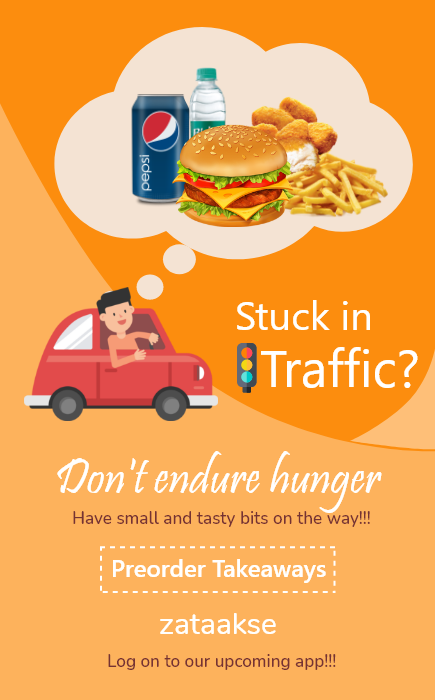 pepsi
Stuck in
Traffic?
Don't endure hunger
Have small and tasty bits on the way!!!
Preorder Takeaways
zataakse
Log on to our upcoming app!!!